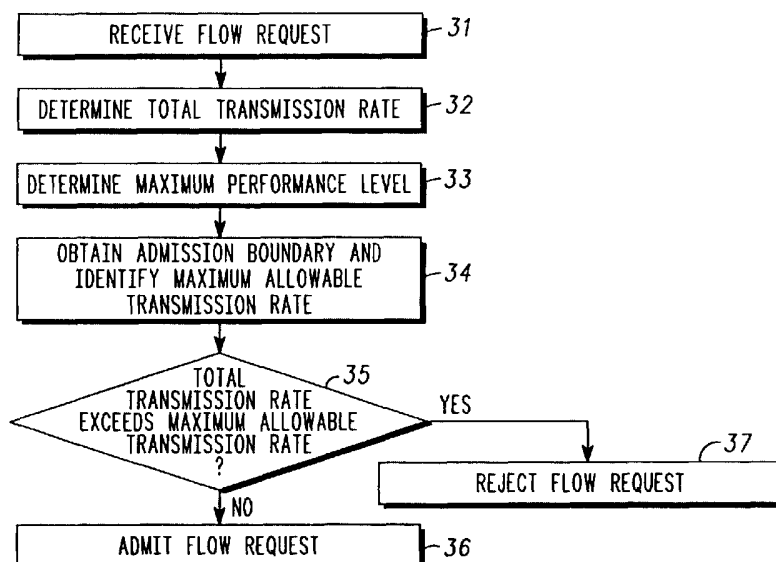 RECEIVE FLOW REQUEST
31
DETERMINE TOTAL TRANSMISSION RATE
32
DETERMINE MAXIMUM PERFORMANCE LEVEL
33
OBTAIN ADMISSION BOUNDARY AND
IDENTIFY MAXIMUM ALLOWABLE
TRANSMISSION RATE
34
TOTAL
TRANSMISSION RATE
EXCEEDS MAXIMUM ALLOWABLE
TRANSMISSION RATE
?
35
YES
37
REJECT FLOW REQUEST
NO
ADMIT FLOW REQUEST
36